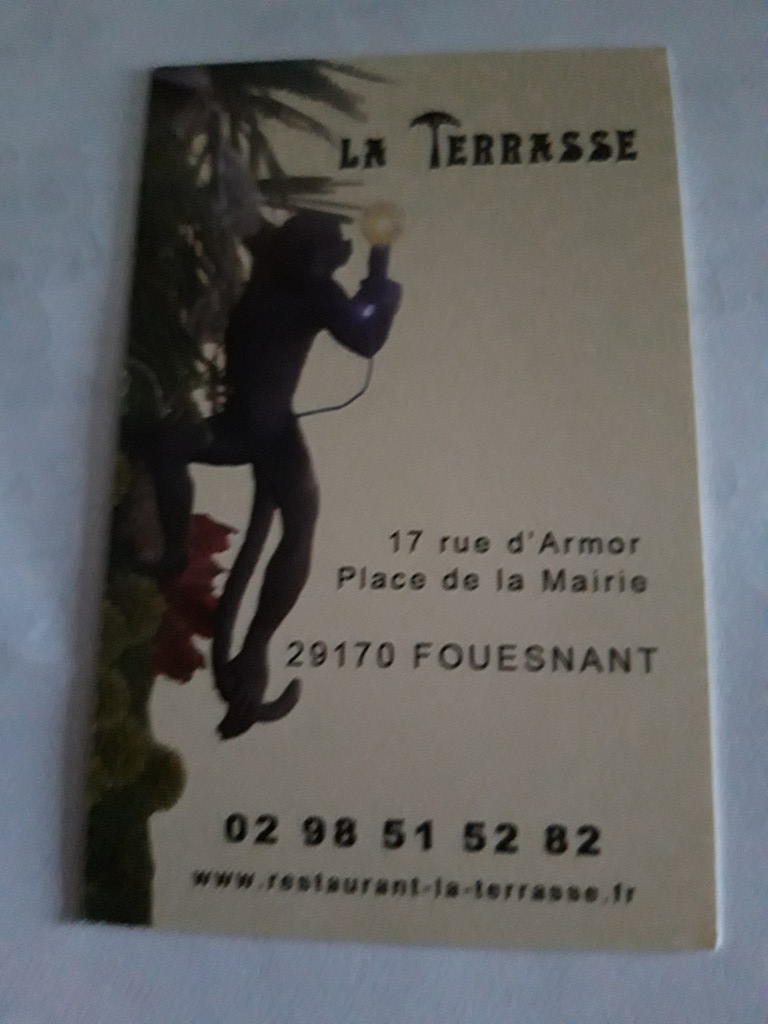 LA TERRASSE
17 rue d'Armor
Place de la Mairie
29170 FOUESNANT
02 98 51 52 82
www.restaurant-la-terrasse.fr